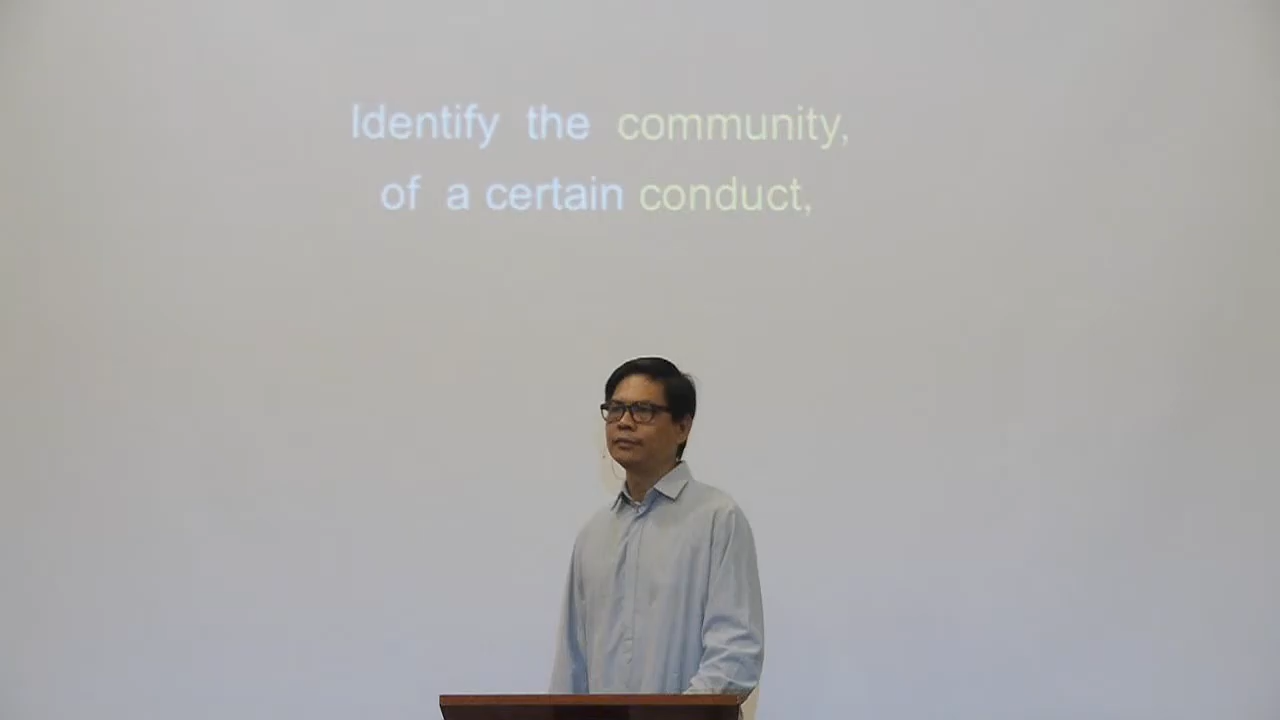 Identify the community,
of a certain conduct,